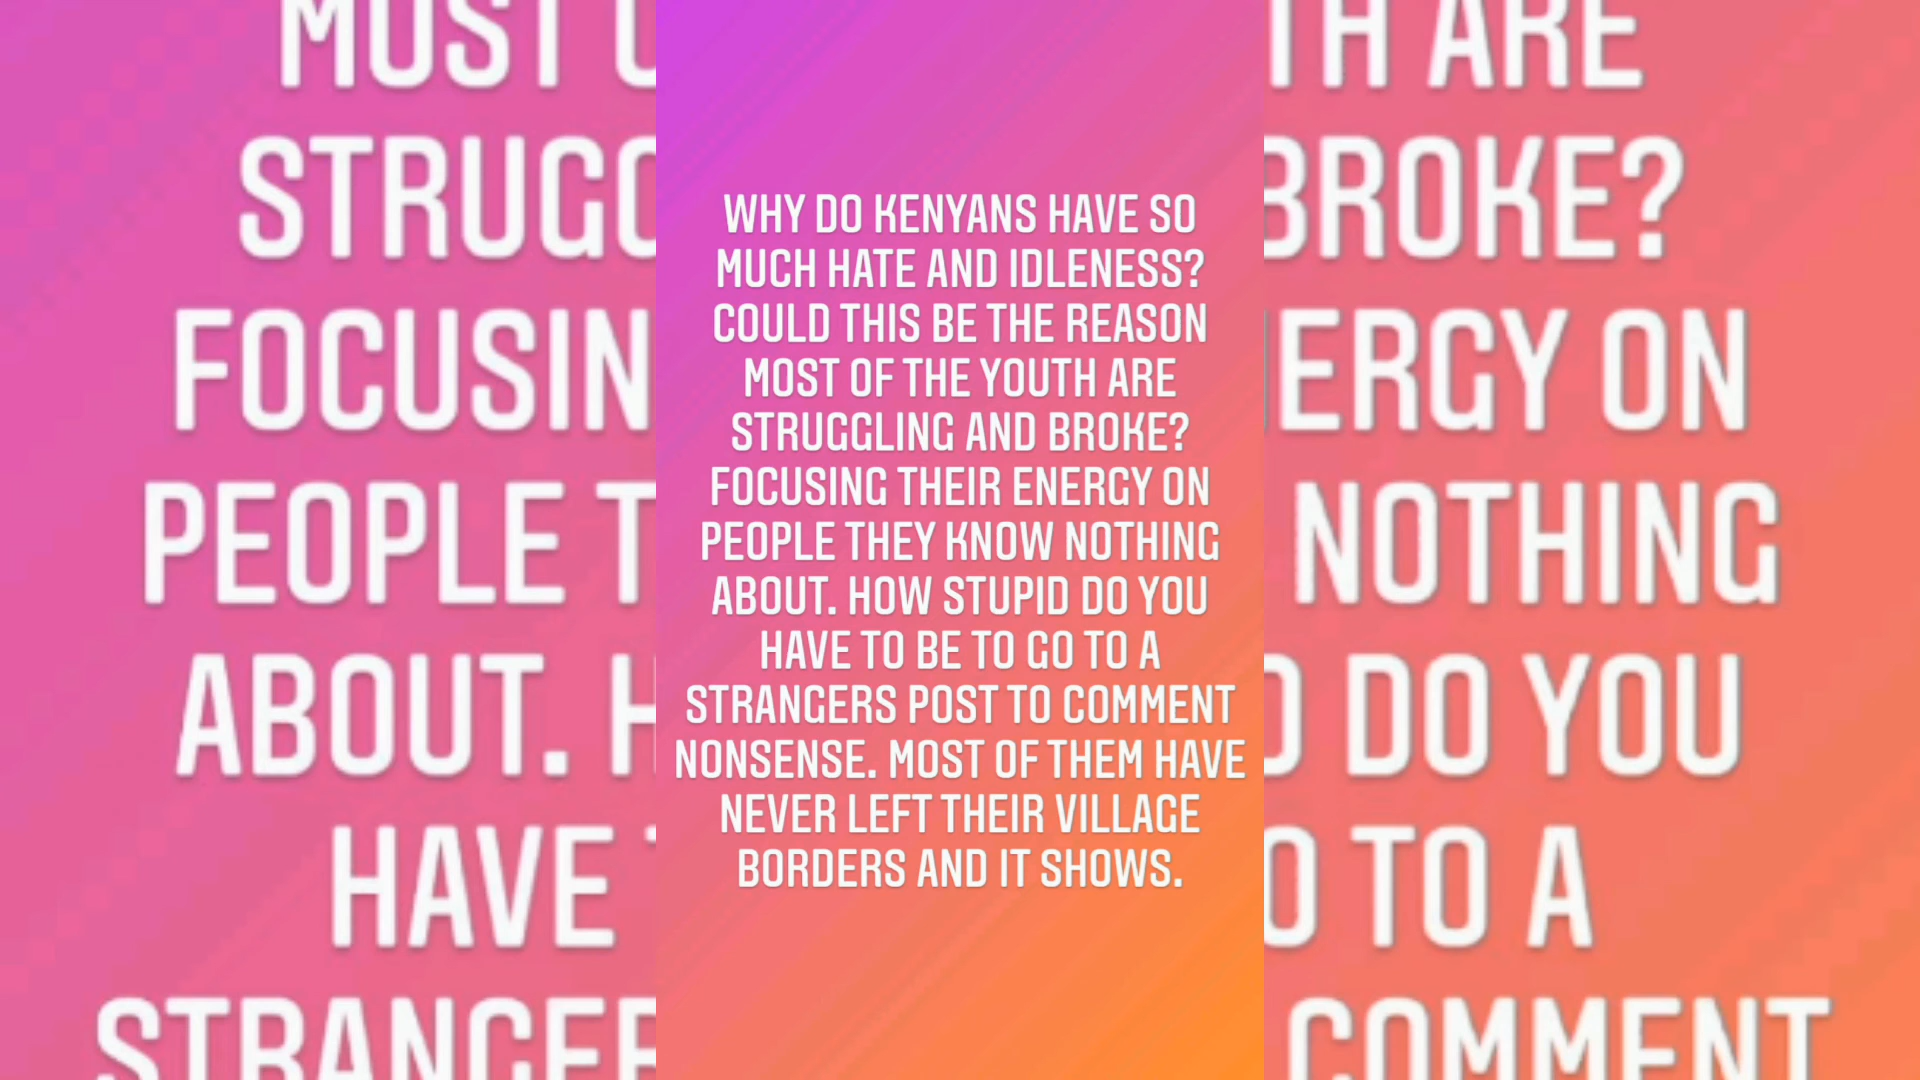 WHY DO KENYANS HAVE SO
MUCH HATE AND IDLENESS?
COULD THIS BE THE REASON
MOST OF THE YOUTH ARE
STRUGGLING AND BROKE?
FOCUSING THEIR ENERGY ON
PEOPLE THEY KNOW NOTHING
ABOUT. HOW STUPID DO YOU
HAVE TO BE TO GO TO A
STRANGERS POST TO COMMENT
NONSENSE. MOST OF THEM HAVE
NEVER LEFT THEIR VILLAGE
BORDERS AND IT SHOWS.